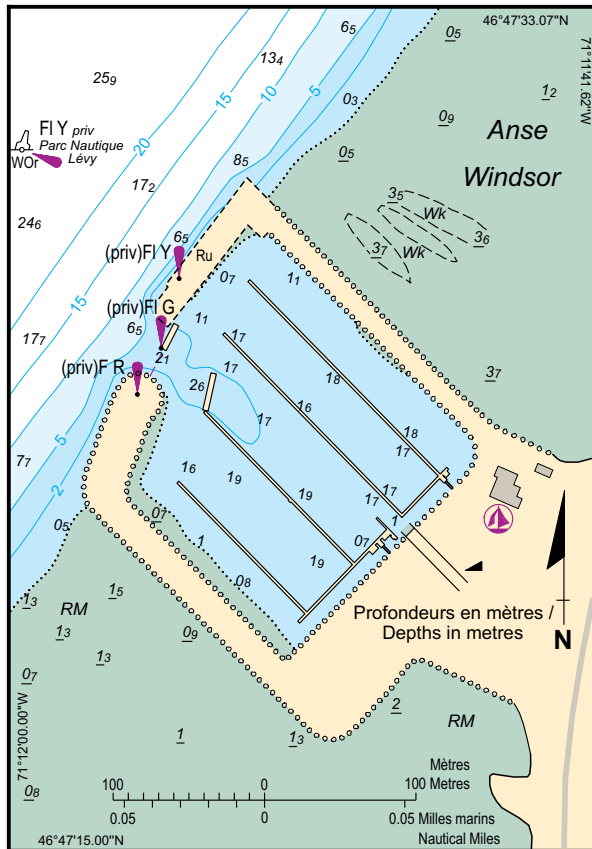 46°47'33.07"N
71°11'41.62"W
6₅
0₅
13₄
25₉
15
10
5
0₃
1₂
0₉
20
Fl Y priv
Parc Nautique
Lévy
WOr
Anse
Windsor
0₅
8₅
17₂
3₅
Wk
3₆
24₆
6₅
3₇
Wk
(priv)Fl Y
Ru
0₇
1₁
15
(priv)Fl G
1₁
17₇
6₅
2₁
1₇
1₈
(priv)F R
1₇
2₆
1₆
3₇
1₇
1₈
5
7₇
1₇
1₆
1₉
2
1₇
1₉
1₇
0₅
0₇
1
1
0₇
1₉
0₈
Profondeurs en mètres /
Depths in metres
N
1₃
RM
1₅
1₃
0₉
1₃
0₇
71°12'00.00"W
2
RM
1
1₃
0₈
Mètres
100 0 100 Metres
0.05 0 0.05 Milles marins
Nautical Miles
46°47'15.00"N